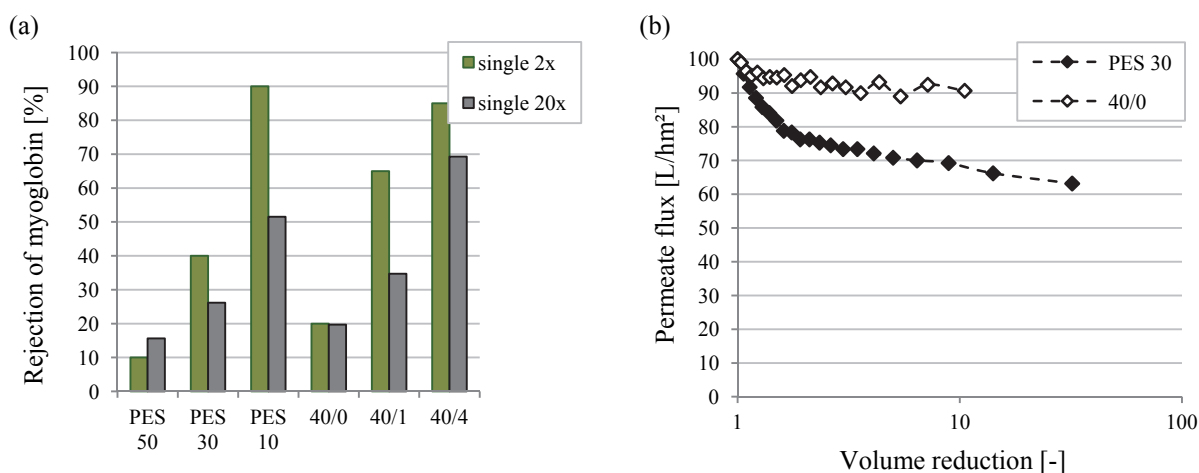 (a)
Rejection of myoglobin [%]
100
90
80
70
60
50
40
30
20
10
0
single 2x
single 20x
PES 50
PES 30
PES 10
40/0
40/1
40/4
(b)
Permeate flux [L/hm²]
100
90
80
70
60
50
40
30
20
10
0
PES 30
40/0
1
10
100
Volume reduction [-]